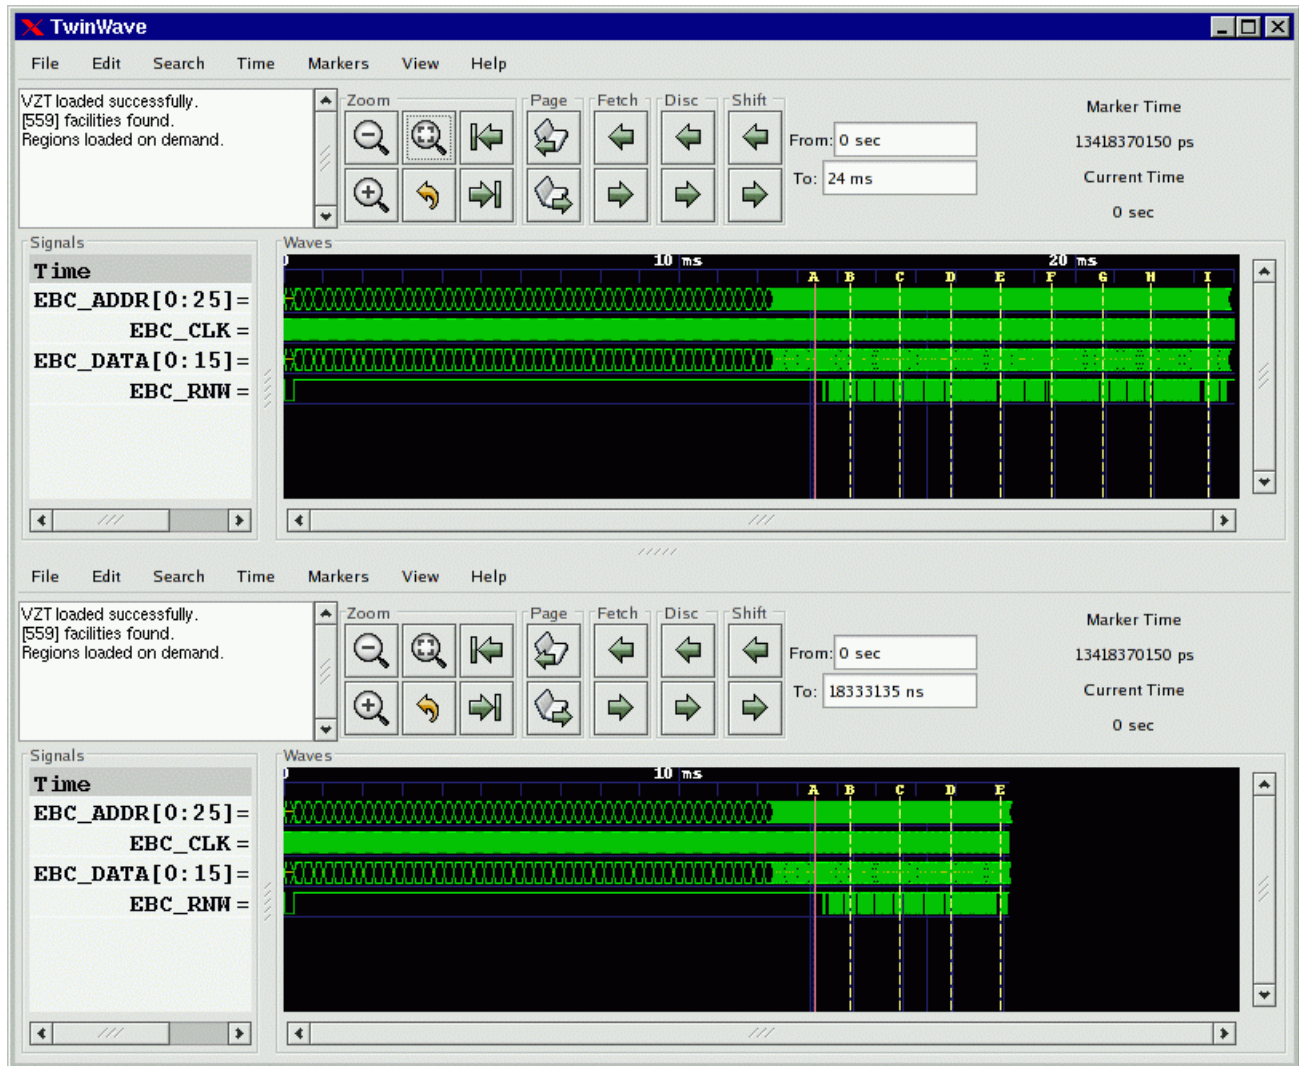 TwinWave
File Edit Search Time Markers View Help
VZT loaded successfully.
[559] facilities found.
Regions loaded on demand.
Zoom Page Fetch Disc Shift
From: 0 sec
To: 24 ms
Marker Time
13418370150 ps
Current Time
0 sec
Signals
Time
EBC_ADDR[0:25]=
EBC_CLK =
EBC_DATA[0:15]=
EBC_RNW =
Waves
0 10 ms 20 ms
A B C D E F G H I
File Edit Search Time Markers View Help
VZT loaded successfully.
[559] facilities found.
Regions loaded on demand.
Zoom Page Fetch Disc Shift
From: 0 sec
To: 18333135 ns
Marker Time
13418370150 ps
Current Time
0 sec
Signals
Time
EBC_ADDR[0:25]=
EBC_CLK =
EBC_DATA[0:15]=
EBC_RNW =
Waves
0 10 ms
A B C D E